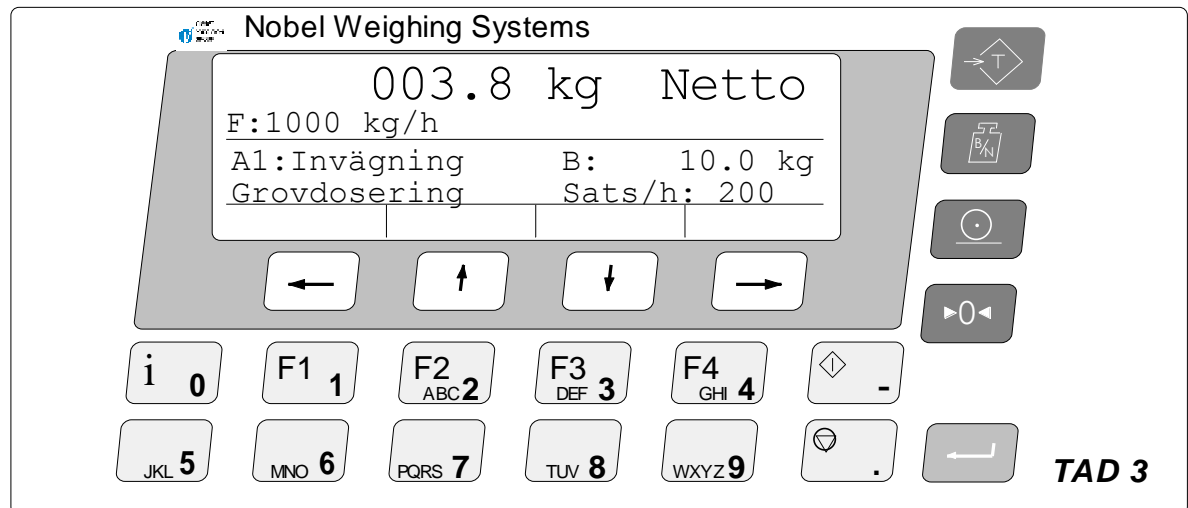 Nobel Weighing Systems
003.8 kg Netto
F:1000 kg/h
A1:Invägning B: 10.0 kg
Grovdosering Sats/h: 200
T
B/N
0
i 0 F1 1 F2 ABC 2 F3 DEF 3 F4 GHI 4 -
JKL 5 MNO 6 PQRS 7 TUV 8 WXYZ 9 .
TAD 3